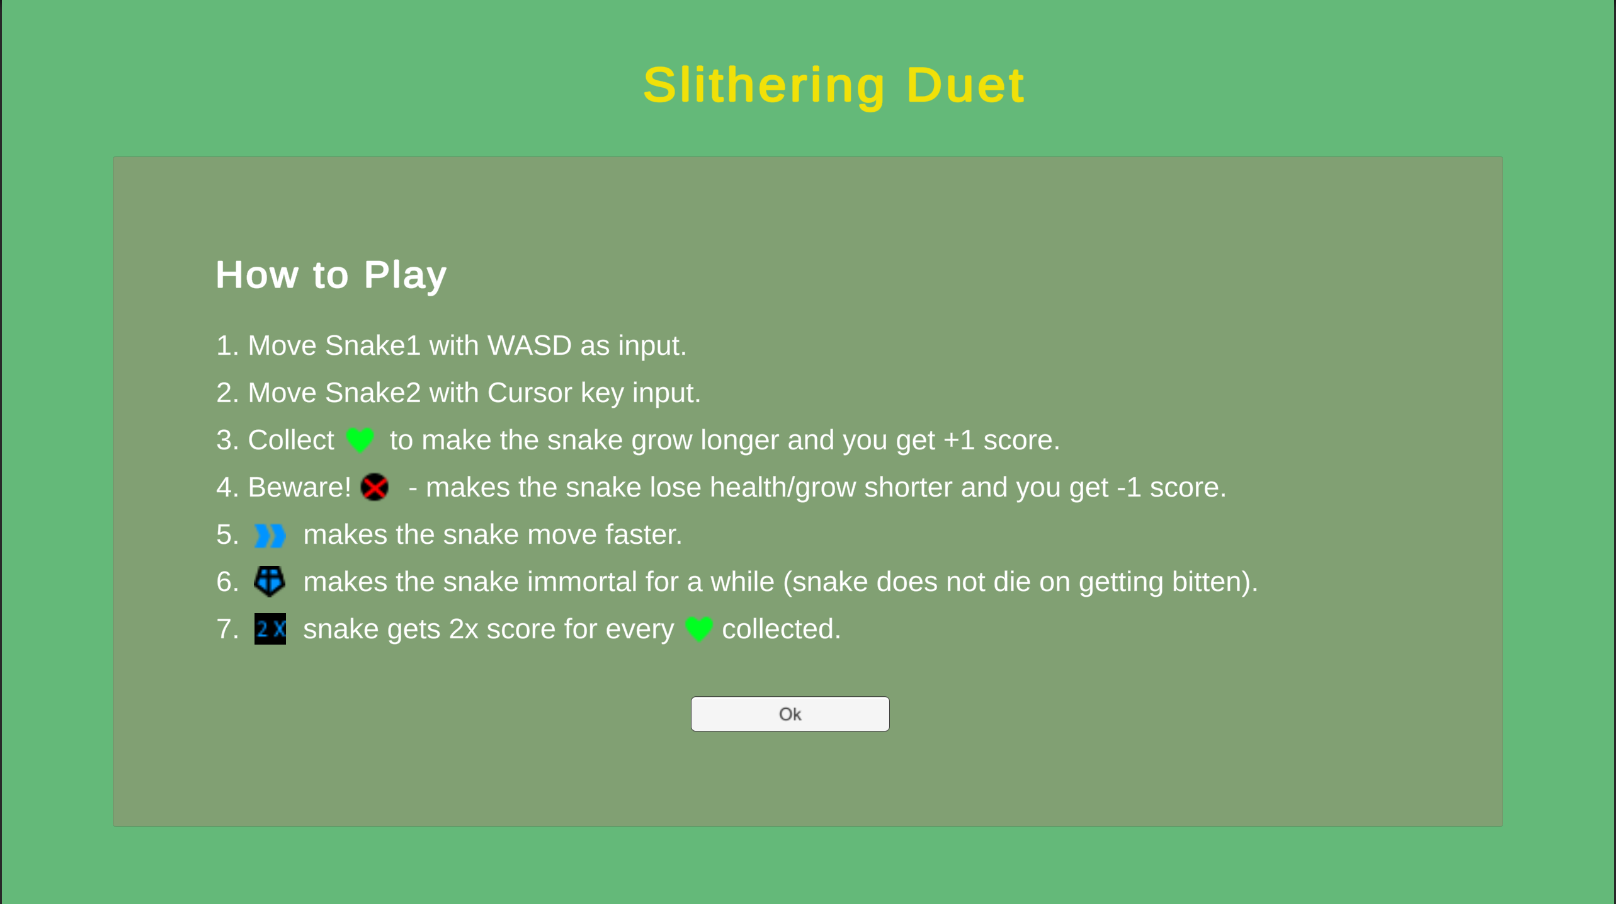 Slithering Duet
How to Play
1. Move Snake1 with WASD as input.
2. Move Snake2 with Cursor key input.
3. Collect to make the snake grow longer and you get +1 score.
4. Beware! - makes the snake lose health/grow shorter and you get -1 score.
5. makes the snake move faster.
6. makes the snake immortal for a while (snake does not die on getting bitten).
7. 2 X snake gets 2x score for every collected.
Ok